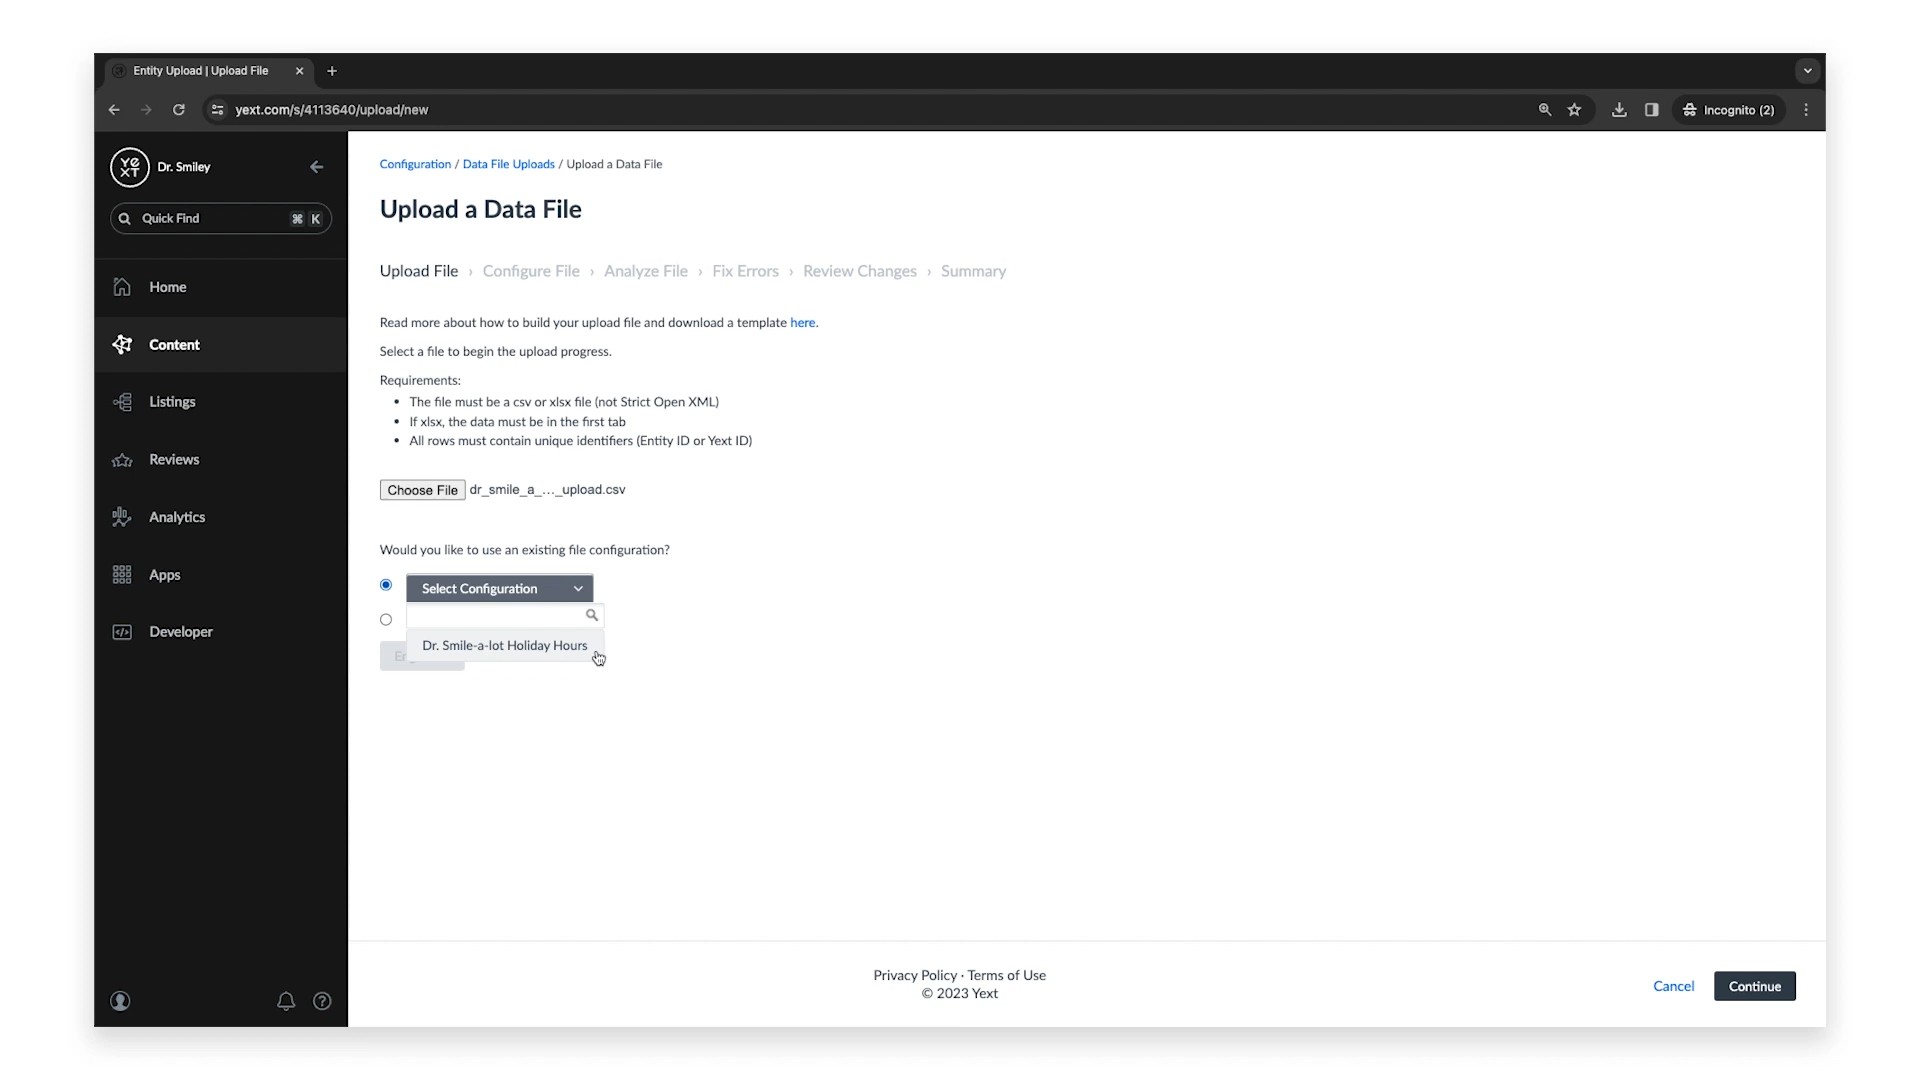 Entity Upload | Upload File
yext.com/s/4113640/upload/new
Incognito (2)
YEXT
Dr. Smiley
Quick Find ⌘ K
Home
Content
Listings
Reviews
Analytics
Apps
Developer
Configuration / Data File Uploads / Upload a Data File
Upload a Data File
Upload File › Configure File › Analyze File › Fix Errors › Review Changes › Summary
Read more about how to build your upload file and download a template here.
Select a file to begin the upload progress.
Requirements:
• The file must be a csv or xlsx file (not Strict Open XML)
• If xlsx, the data must be in the first tab
• All rows must contain unique identifiers (Entity ID or Yext ID)
Choose File dr_smile_a_..._upload.csv
Would you like to use an existing file configuration?
Select Configuration
Dr. Smile-a-lot Holiday Hours
Privacy Policy · Terms of Use
© 2023 Yext
Cancel
Continue